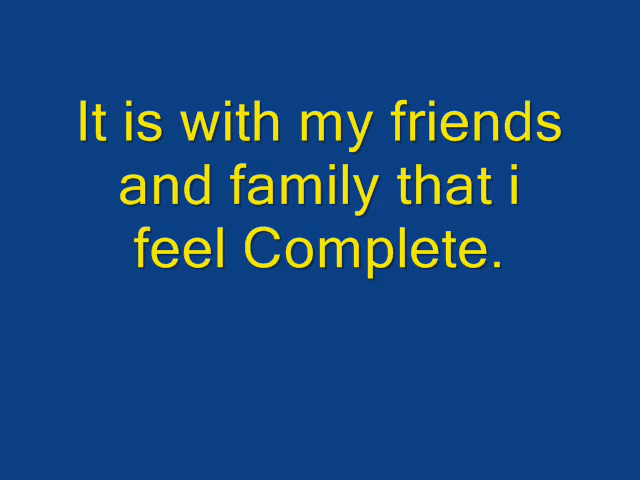 It is with my friends
and family that i
feel Complete.